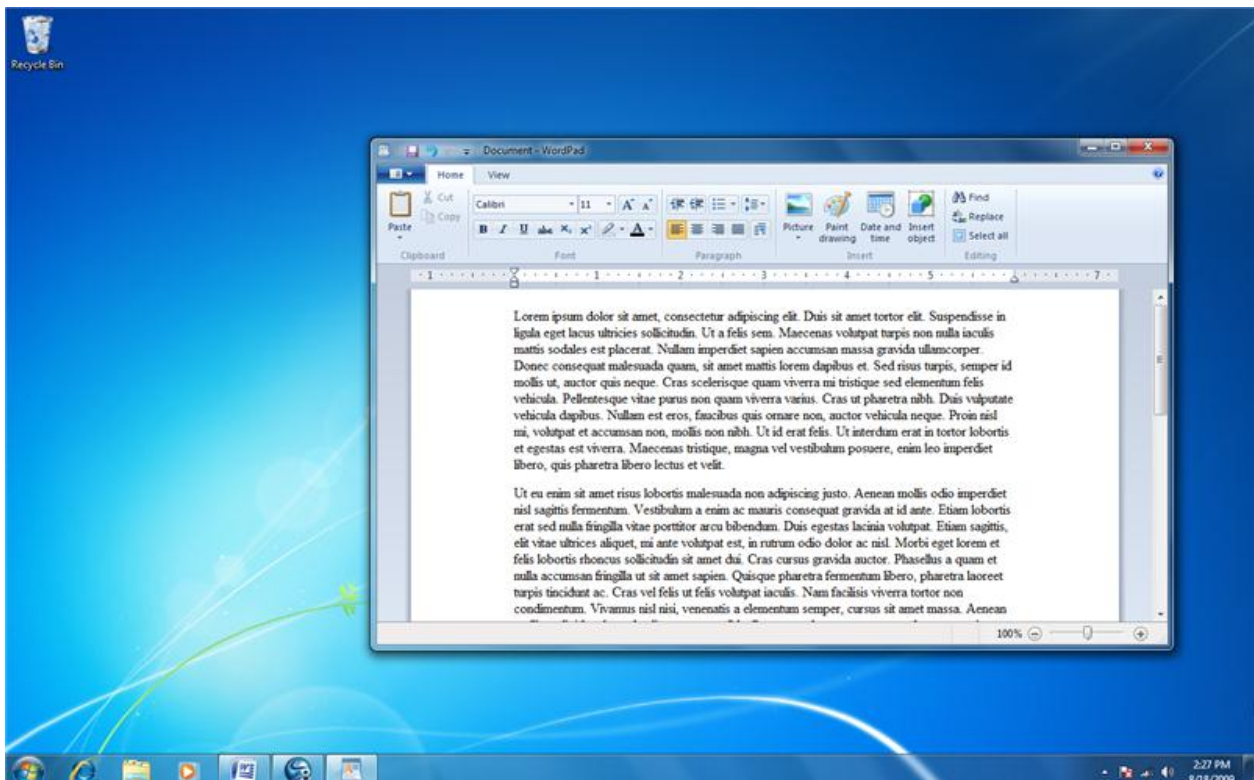 Recycle Bin
Document - WordPad
Home View
Cut
Copy
Paste
Clipboard
Calibri 11 A A
B I U abc X₂ X² A
Font
Paragraph
Picture
Paint drawing
Date and time
Insert object
Insert
Find
Replace
Select all
Editing
1 1 2 3 4 5 7
Lorem ipsum dolor sit amet, consectetur adipiscing elit. Duis sit amet tortor elit. Suspendisse in
ligula eget lacus ultricies sollicitudin. Ut a felis sem. Maecenas volutpat turpis non nulla iaculis
mattis sodales est placerat. Nullam imperdiet sapien accumsan massa gravida ullamcorper.
Donec consequat malesuada quam, sit amet mattis lorem dapibus et. Sed risus turpis, semper id
mollis ut, auctor quis neque. Cras scelerisque quam viverra mi tristique sed elementum felis
vehicula. Pellentesque vitae purus non quam viverra varius. Cras ut pharetra nibh. Duis vulputate
vehicula dapibus. Nullam est eros, faucibus quis ornare non, auctor vehicula neque. Proin nisl
mi, volutpat et accumsan non, mollis non nibh. Ut id erat felis. Ut interdum erat in tortor lobortis
et egestas est viverra. Maecenas tristique, magna vel vestibulum posuere, enim leo imperdiet
libero, quis pharetra libero lectus et velit.
Ut eu enim sit amet risus lobortis malesuada non adipiscing justo. Aenean mollis odio imperdiet
nisl sagittis fermentum. Vestibulum a enim ac mauris consequat gravida at id ante. Etiam lobortis
erat sed nulla fringilla vitae porttitor arcu bibendum. Duis egestas lacinia volutpat. Etiam sagittis,
elit vitae ultrices aliquet, mi ante volutpat est, in rutrum odio dolor ac nisl. Morbi eget lorem et
felis lobortis rhoncus sollicitudin sit amet dui. Cras cursus gravida auctor. Phasellus a quam et
nulla accumsan fringilla ut sit amet sapien. Quisque pharetra fermentum libero, pharetra laoreet
turpis tincidunt ac. Cras vel felis ut felis volutpat iaculis. Nam facilisis viverra tortor non
condimentum. Vivamus nisl nisi, venenatis a elementum semper, cursus sit amet massa. Aenean
100%
2:27 PM
8/18/2009